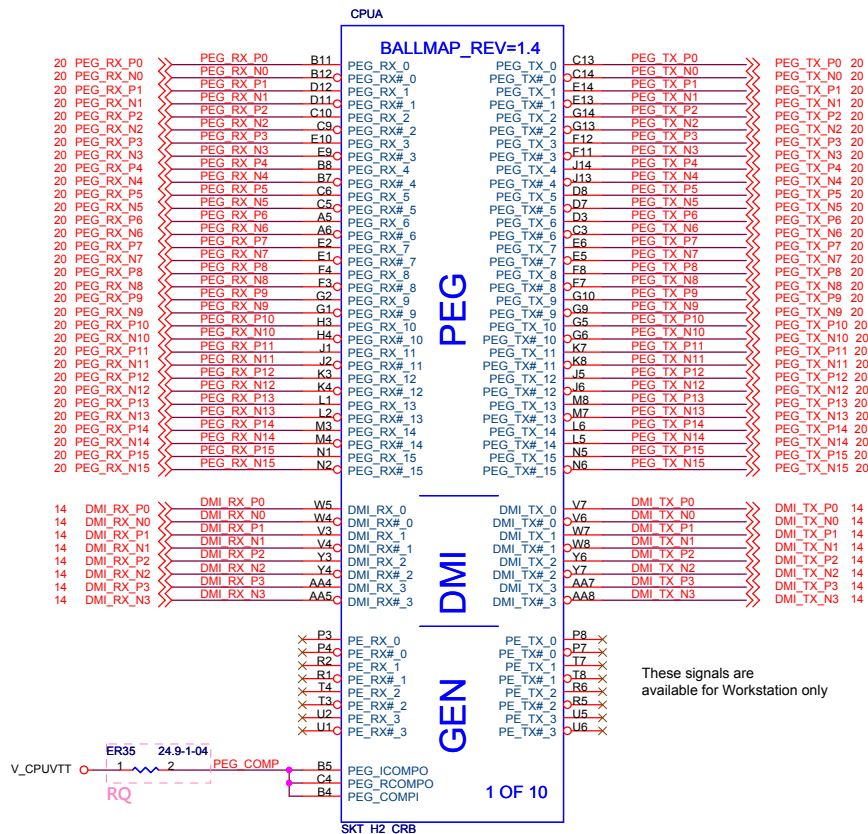 CPUA
BALLMAP_REV=1.4
20 PEG_RX_P0 PEG_RX_P0 B11 PEG_RX_0 PEG_TX_0 C13 PEG_TX_P0 PEG_TX_P0 20
20 PEG_RX_N0 PEG_RX_N0 B12 PEG_RX#_0 PEG_TX#_0 C14 PEG_TX_N0 PEG_TX_N0 20
20 PEG_RX_P1 PEG_RX_P1 D12 PEG_RX_1 PEG_TX_1 E14 PEG_TX_P1 PEG_TX_P1 20
20 PEG_RX_N1 PEG_RX_N1 D11 PEG_RX#_1 PEG_TX#_1 E13 PEG_TX_N1 PEG_TX_N1 20
20 PEG_RX_P2 PEG_RX_P2 C10 PEG_RX_2 PEG_TX_2 G14 PEG_TX_P2 PEG_TX_P2 20
20 PEG_RX_N2 PEG_RX_N2 C9 PEG_RX#_2 PEG_TX#_2 G13 PEG_TX_N2 PEG_TX_N2 20
20 PEG_RX_P3 PEG_RX_P3 E10 PEG_RX_3 PEG_TX_3 F12 PEG_TX_P3 PEG_TX_P3 20
20 PEG_RX_N3 PEG_RX_N3 E9 PEG_RX#_3 PEG_TX#_3 F11 PEG_TX_N3 PEG_TX_N3 20
20 PEG_RX_P4 PEG_RX_P4 B8 PEG_RX_4 PEG_TX_4 J14 PEG_TX_P4 PEG_TX_P4 20
20 PEG_RX_N4 PEG_RX_N4 B7 PEG_RX#_4 PEG_TX#_4 J13 PEG_TX_N4 PEG_TX_N4 20
20 PEG_RX_P5 PEG_RX_P5 C6 PEG_RX_5 PEG_TX_5 D8 PEG_TX_P5 PEG_TX_P5 20
20 PEG_RX_N5 PEG_RX_N5 C5 PEG_RX#_5 PEG_TX#_5 D7 PEG_TX_N5 PEG_TX_N5 20
20 PEG_RX_P6 PEG_RX_P6 A5 PEG_RX_6 PEG_TX_6 D3 PEG_TX_P6 PEG_TX_P6 20
20 PEG_RX_N6 PEG_RX_N6 A6 PEG_RX#_6 PEG_TX#_6 C3 PEG_TX_N6 PEG_TX_N6 20
20 PEG_RX_P7 PEG_RX_P7 E2 PEG_RX_7 PEG_TX_7 E6 PEG_TX_P7 PEG_TX_P7 20
20 PEG_RX_N7 PEG_RX_N7 E1 PEG_RX#_7 PEG_TX#_7 E5 PEG_TX_N7 PEG_TX_N7 20
20 PEG_RX_P8 PEG_RX_P8 F4 PEG_RX_8 PEG_TX_8 F8 PEG_TX_P8 PEG_TX_P8 20
20 PEG_RX_N8 PEG_RX_N8 F3 PEG_RX#_8 PEG_TX#_8 F7 PEG_TX_N8 PEG_TX_N8 20
20 PEG_RX_P9 PEG_RX_P9 G2 PEG_RX_9 PEG_TX_9 G10 PEG_TX_P9 PEG_TX_P9 20
20 PEG_RX_N9 PEG_RX_N9 G1 PEG_RX#_9 PEG_TX#_9 G9 PEG_TX_N9 PEG_TX_N9 20
20 PEG_RX_P10 PEG_RX_P10 H3 PEG_RX_10 PEG_TX_10 G5 PEG_TX_P10 PEG_TX_P10 20
20 PEG_RX_N10 PEG_RX_N10 H4 PEG_RX#_10 PEG_TX#_10 G6 PEG_TX_N10 PEG_TX_N10 20
20 PEG_RX_P11 PEG_RX_P11 J1 PEG_RX_11 PEG_TX_11 K7 PEG_TX_P11 PEG_TX_P11 20
20 PEG_RX_N11 PEG_RX_N11 J2 PEG_RX#_11 PEG_TX#_11 K8 PEG_TX_N11 PEG_TX_N11 20
20 PEG_RX_P12 PEG_RX_P12 K3 PEG_RX_12 PEG_TX_12 J5 PEG_TX_P12 PEG_TX_P12 20
20 PEG_RX_N12 PEG_RX_N12 K4 PEG_RX#_12 PEG_TX#_12 J6 PEG_TX_N12 PEG_TX_N12 20
20 PEG_RX_P13 PEG_RX_P13 L1 PEG_RX_13 PEG_TX_13 M8 PEG_TX_P13 PEG_TX_P13 20
20 PEG_RX_N13 PEG_RX_N13 L2 PEG_RX#_13 PEG_TX#_13 M7 PEG_TX_N13 PEG_TX_N13 20
20 PEG_RX_P14 PEG_RX_P14 M3 PEG_RX_14 PEG_TX_14 L6 PEG_TX_P14 PEG_TX_P14 20
20 PEG_RX_N14 PEG_RX_N14 M4 PEG_RX#_14 PEG_TX#_14 L5 PEG_TX_N14 PEG_TX_N14 20
20 PEG_RX_P15 PEG_RX_P15 N1 PEG_RX_15 PEG_TX_15 N5 PEG_TX_P15 PEG_TX_P15 20
20 PEG_RX_N15 PEG_RX_N15 N2 PEG_RX#_15 PEG_TX#_15 N6 PEG_TX_N15 PEG_TX_N15 20
PEG
14 DMI_RX_P0 DMI_RX_P0 W5 DMI_RX_0 DMI_TX_0 V7 DMI_TX_P0 DMI_TX_P0 14
14 DMI_RX_N0 DMI_RX_N0 W4 DMI_RX#_0 DMI_TX#_0 V6 DMI_TX_N0 DMI_TX_N0 14
14 DMI_RX_P1 DMI_RX_P1 V3 DMI_RX_1 DMI_TX_1 W7 DMI_TX_P1 DMI_TX_P1 14
14 DMI_RX_N1 DMI_RX_N1 V4 DMI_RX#_1 DMI_TX#_1 W8 DMI_TX_N1 DMI_TX_N1 14
14 DMI_RX_P2 DMI_RX_P2 Y3 DMI_RX_2 DMI_TX_2 Y6 DMI_TX_P2 DMI_TX_P2 14
14 DMI_RX_N2 DMI_RX_N2 Y4 DMI_RX#_2 DMI_TX#_2 Y7 DMI_TX_N2 DMI_TX_N2 14
14 DMI_RX_P3 DMI_RX_P3 AA4 DMI_RX_3 DMI_TX_3 AA7 DMI_TX_P3 DMI_TX_P3 14
14 DMI_RX_N3 DMI_RX_N3 AA5 DMI_RX#_3 DMI_TX#_3 AA8 DMI_TX_N3 DMI_TX_N3 14
DMI
P3 PE_RX_0 PE_TX_0 P8
P4 PE_RX#_0 PE_TX#_0 P7
R2 PE_RX_1 PE_TX_1 T7
R1 PE_RX#_1 PE_TX#_1 T8
T4 PE_RX_2 PE_TX_2 R6
T3 PE_RX#_2 PE_TX#_2 R5
U2 PE_RX_3 PE_TX_3 U5
U1 PE_RX#_3 PE_TX#_3 U6
GEN
These signals are
available for Workstation only
ER35 24.9-1-04
V_CPUVTT 1 2 PEG_COMP B5 PEG_ICOMPO
C4 PEG_RCOMPO
B4 PEG_COMPI
RQ
1 OF 10
SKT_H2_CRB